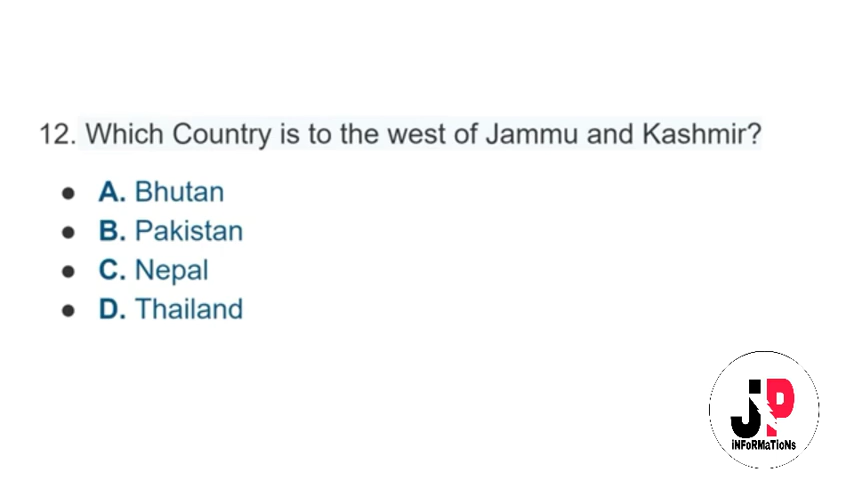 12. Which Country is to the west of Jammu and Kashmir?
● A. Bhutan
● B. Pakistan
● C. Nepal
● D. Thailand
JP
iNFoRMaTioNs